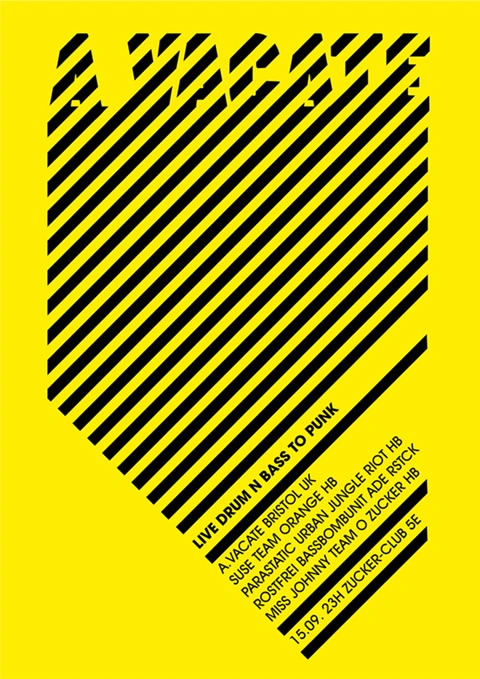 A VACATE
LIVE DRUM N BASS TO PUNK
A.VACATE BRISTOL UK
SUSE TEAM ORANGE HB
PARASTATIC URBAN JUNGLE RIOT HB
ROSTFREI BASSBOMBUNIT ADE RSTCK
MISS JOHNNY TEAM O ZUCKER HB
15.09. 23H ZUCKER-CLUB 5E